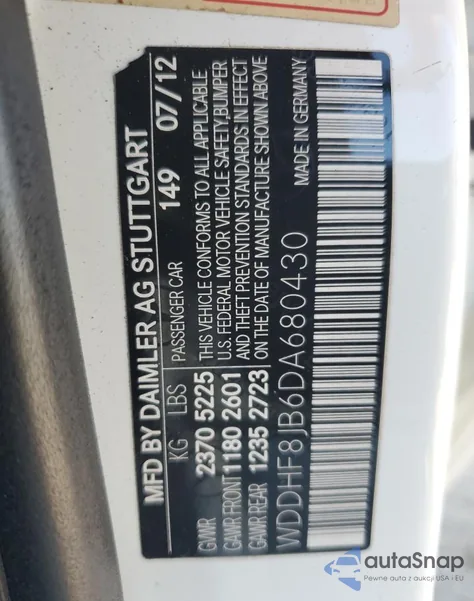 MFD BY DAIMLER AG STUTTGART
KG LBS PASSENGER CAR 149 07/12
GVWR 2370 5225 THIS VEHICLE CONFORMS TO ALL APPLICABLE
GAWR FRONT 1180 2601 U.S. FEDERAL MOTOR VEHICLE SAFETY, BUMPER
AND THEFT PREVENTION STANDARDS IN EFFECT
GAWR REAR 1235 2723 ON THE DATE OF MANUFACTURE SHOWN ABOVE
WDDHF8JB6DA680430 MADE IN GERMANY
autoSnap
Pewne auta z aukcji USA i EU